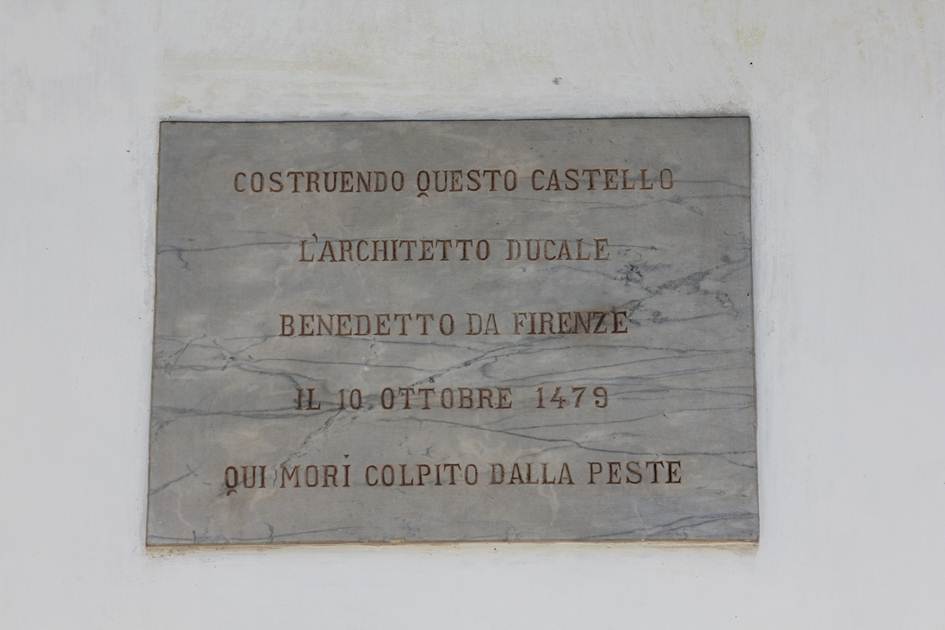 COSTRUENDO QUESTO CASTELLO
L'ARCHITETTO DUCALE
BENEDETTO DA FIRENZE
IL 10 OTTOBRE 1479
QUI MORÌ COLPITO DALLA PESTE